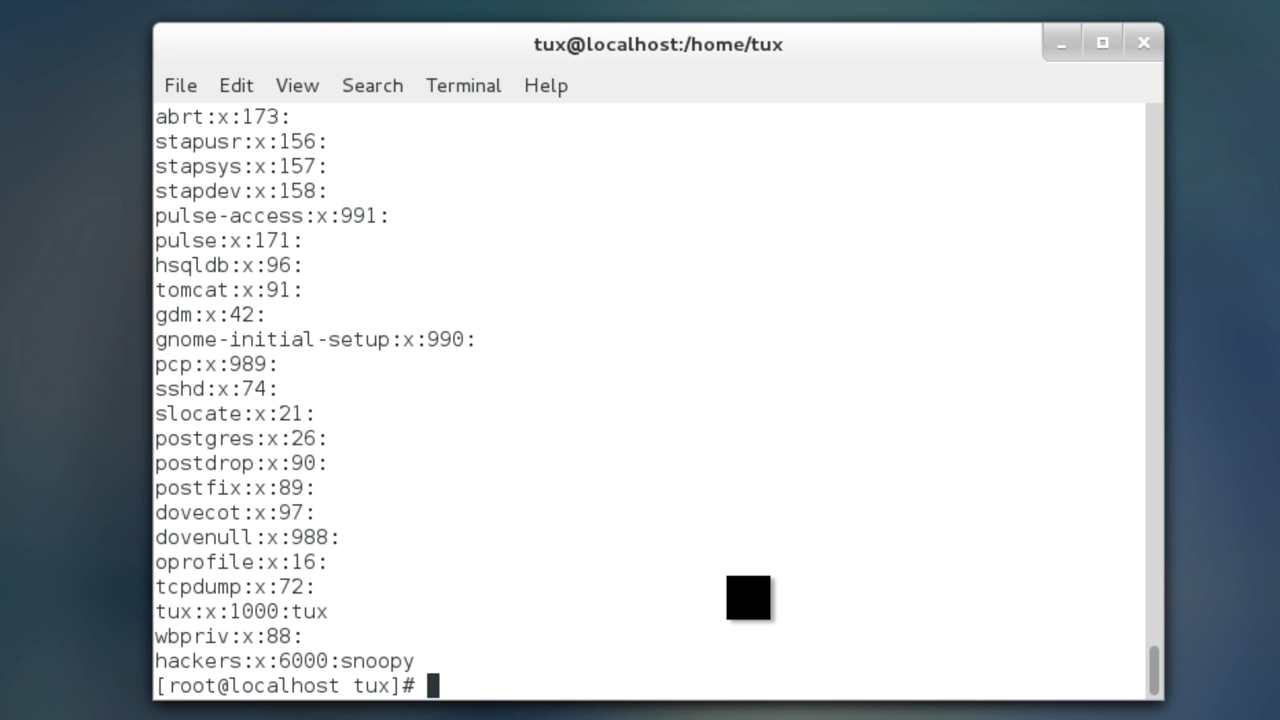 tux@localhost:/home/tux
File Edit View Search Terminal Help
abrt:x:173:
stapusr:x:156:
stapsys:x:157:
stapdev:x:158:
pulse-access:x:991:
pulse:x:171:
hsqldb:x:96:
tomcat:x:91:
gdm:x:42:
gnome-initial-setup:x:990:
pcp:x:989:
sshd:x:74:
slocate:x:21:
postgres:x:26:
postdrop:x:90:
postfix:x:89:
dovecot:x:97:
dovenull:x:988:
oprofile:x:16:
tcpdump:x:72:
tux:x:1000:tux
wbpriv:x:88:
hackers:x:6000:snoopy
[root@localhost tux]#